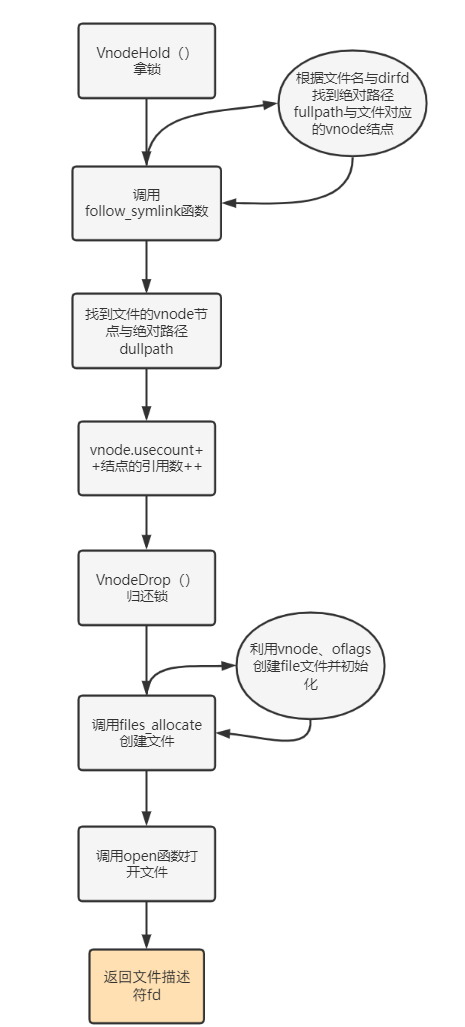 VnodeHold（）
拿锁
根据文件名与dirfd
找到绝对路径
fullpath与文件对应
的vnode结点
调用
follow_symlink函数
找到文件的vnode节
点与绝对路径
dullpath
vnode.usecount+
+结点的引用数++
VnodeDrop（）
归还锁
利用vnode、oflags
创建file文件并初始
化
调用files_allocate
创建文件
调用open函数打
开文件
返回文件描述
符fd